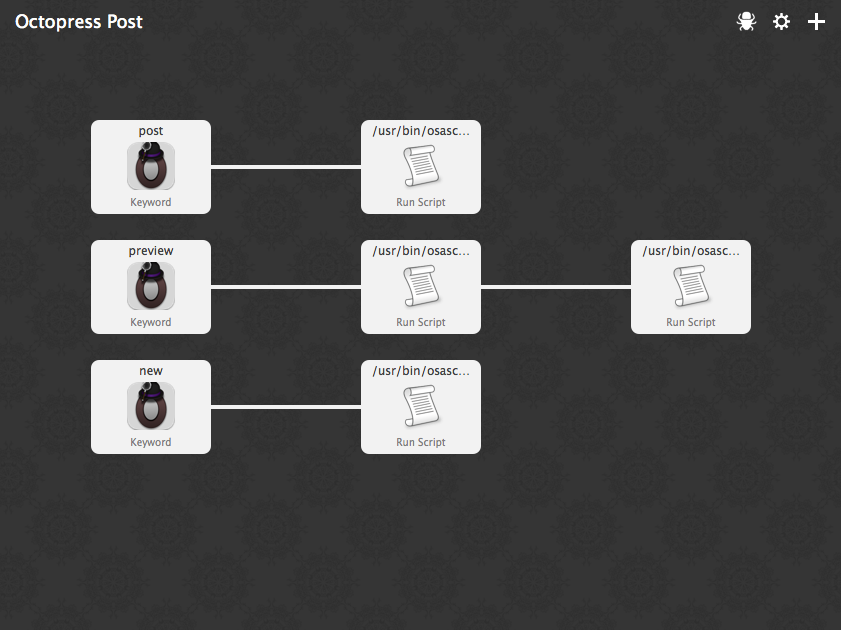 Octopress Post
post
/usr/bin/osasc...
Keyword
Run Script
preview
/usr/bin/osasc...
/usr/bin/osasc...
Keyword
Run Script
Run Script
new
/usr/bin/osasc...
Keyword
Run Script